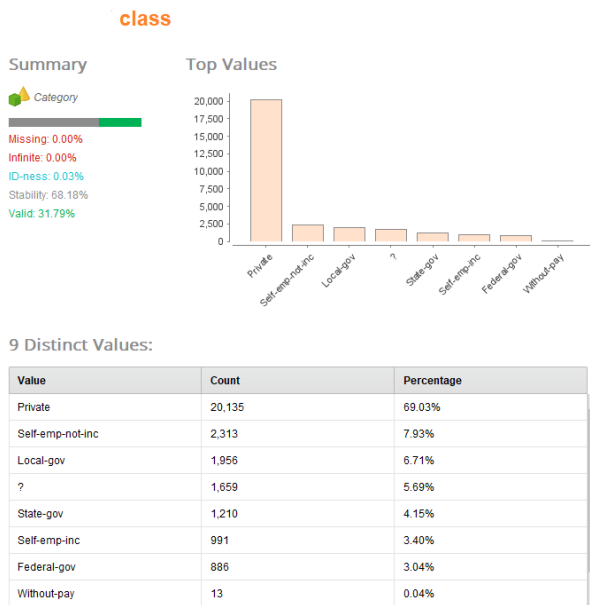 class
Summary
Top Values
Category
Missing: 0.00%
Infinite: 0.00%
ID-ness: 0.03%
Stability: 68.18%
Valid: 31.79%
20,000
17,500
15,000
12,500
10,000
7,500
5,000
2,500
0
Private
Self-emp-not-inc
Local-gov
?
State-gov
Self-emp-inc
Federal-gov
Without-pay
9 Distinct Values:
Value Count Percentage
Private 20,135 69.03%
Self-emp-not-inc 2,313 7.93%
Local-gov 1,956 6.71%
? 1,659 5.69%
State-gov 1,210 4.15%
Self-emp-inc 991 3.40%
Federal-gov 886 3.04%
Without-pay 13 0.04%